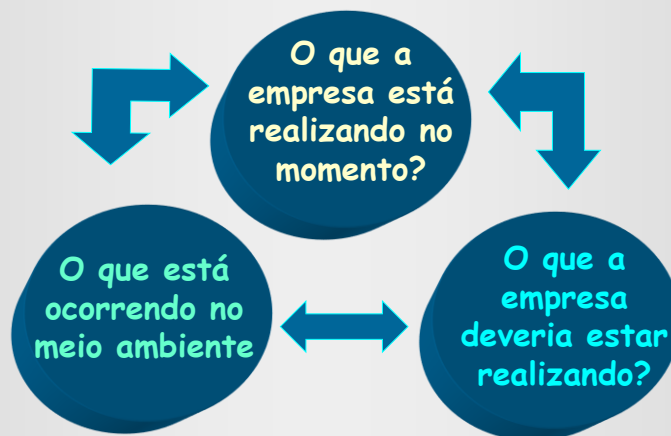 O que a
empresa está
realizando no
momento?
O que está
ocorrendo no
meio ambiente
O que a
empresa
deveria estar
realizando?